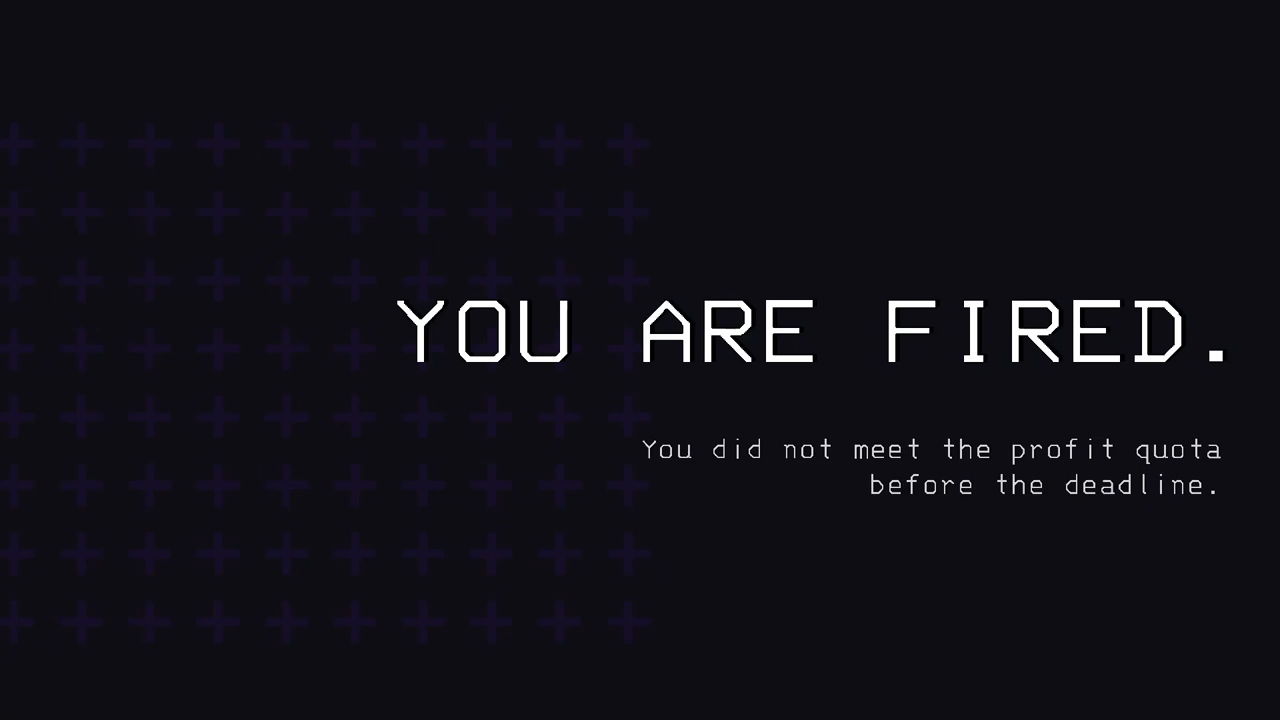 YOU ARE FIRED.
You did not meet the profit quota
before the deadline.